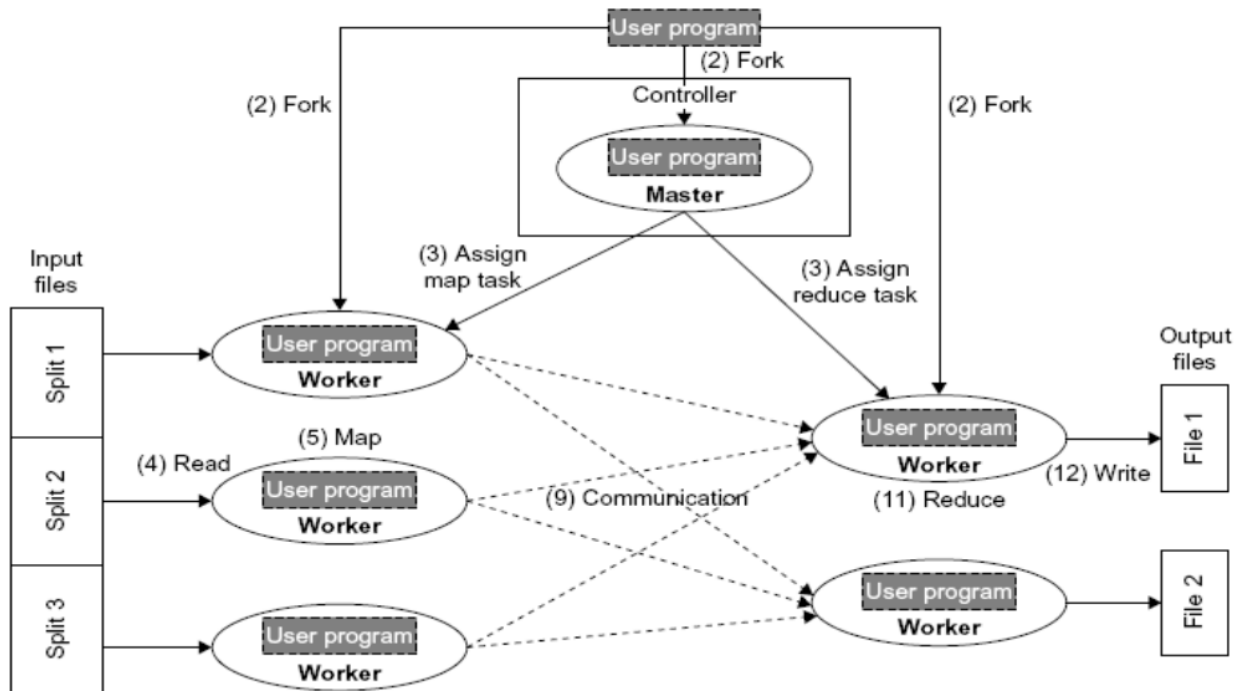 User program
(2) Fork
(2) Fork
(2) Fork
Controller
User program
Master
Input
files
(3) Assign
map task
(3) Assign
reduce task
Output
files
Split 1
User program
Worker
User program
Worker
File 1
(5) Map
(4) Read
Split 2
User program
Worker
(9) Communication
(11) Reduce
(12) Write
Split 3
User program
Worker
User program
Worker
File 2